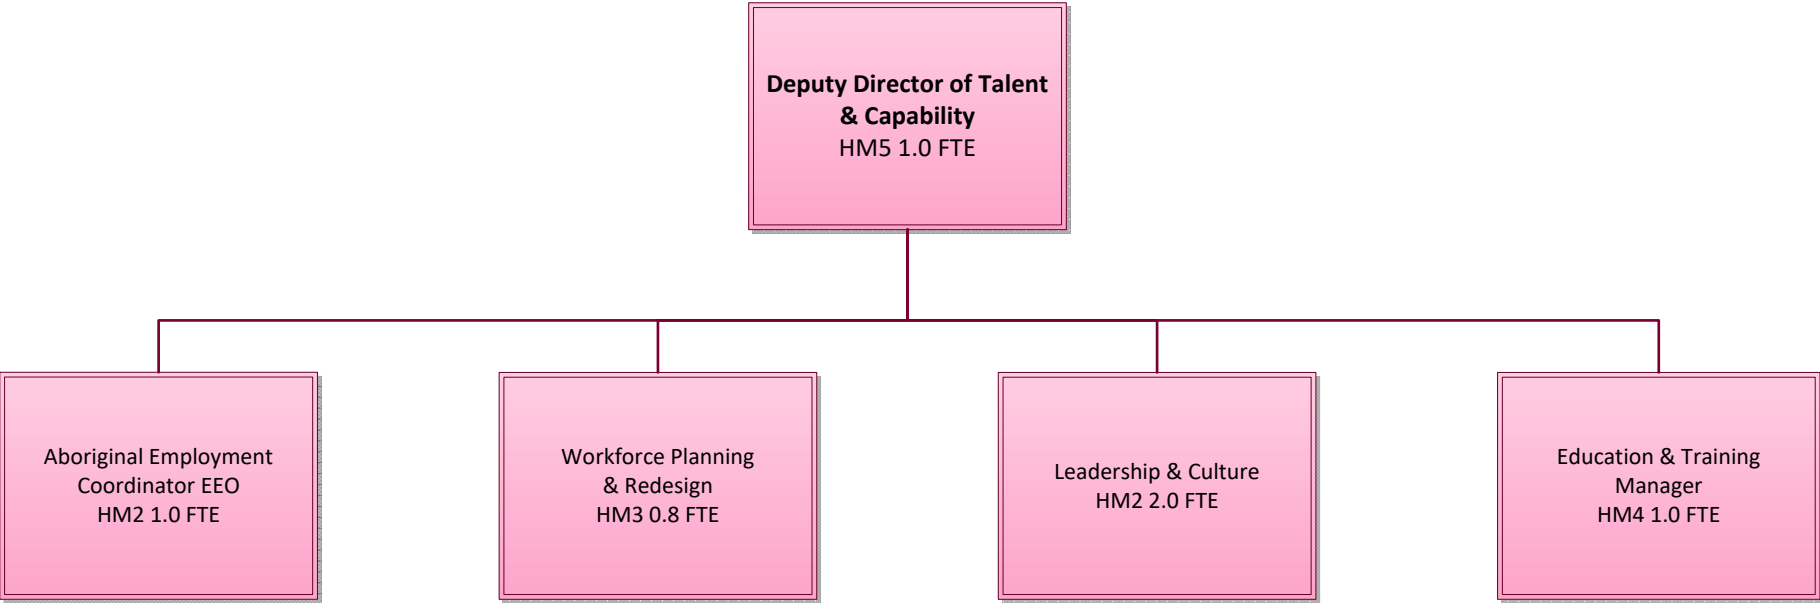 Deputy Director of Talent
& Capability
HM5 1.0 FTE
Aboriginal Employment
Coordinator EEO
HM2 1.0 FTE
Workforce Planning
& Redesign
HM3 0.8 FTE
Leadership & Culture
HM2 2.0 FTE
Education & Training
Manager
HM4 1.0 FTE